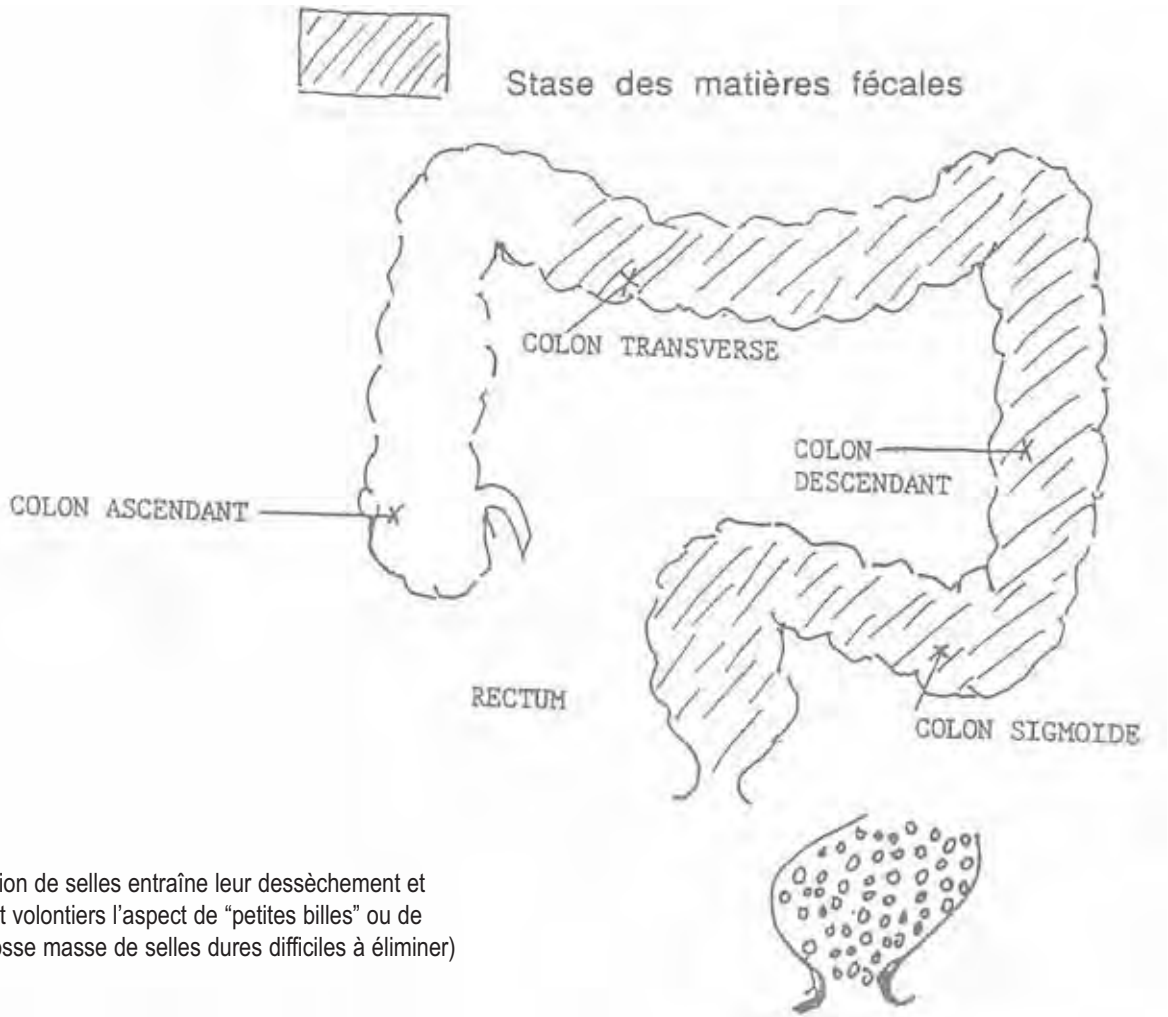 Stase des matières fécales
COLON TRANSVERSE
COLON
DESCENDANT
COLON ASCENDANT
RECTUM
COLON SIGMOIDE
ion de selles entraîne leur dessèchement et
t volontiers l'aspect de “petites billes” ou de
sse masse de selles dures difficiles à éliminer)